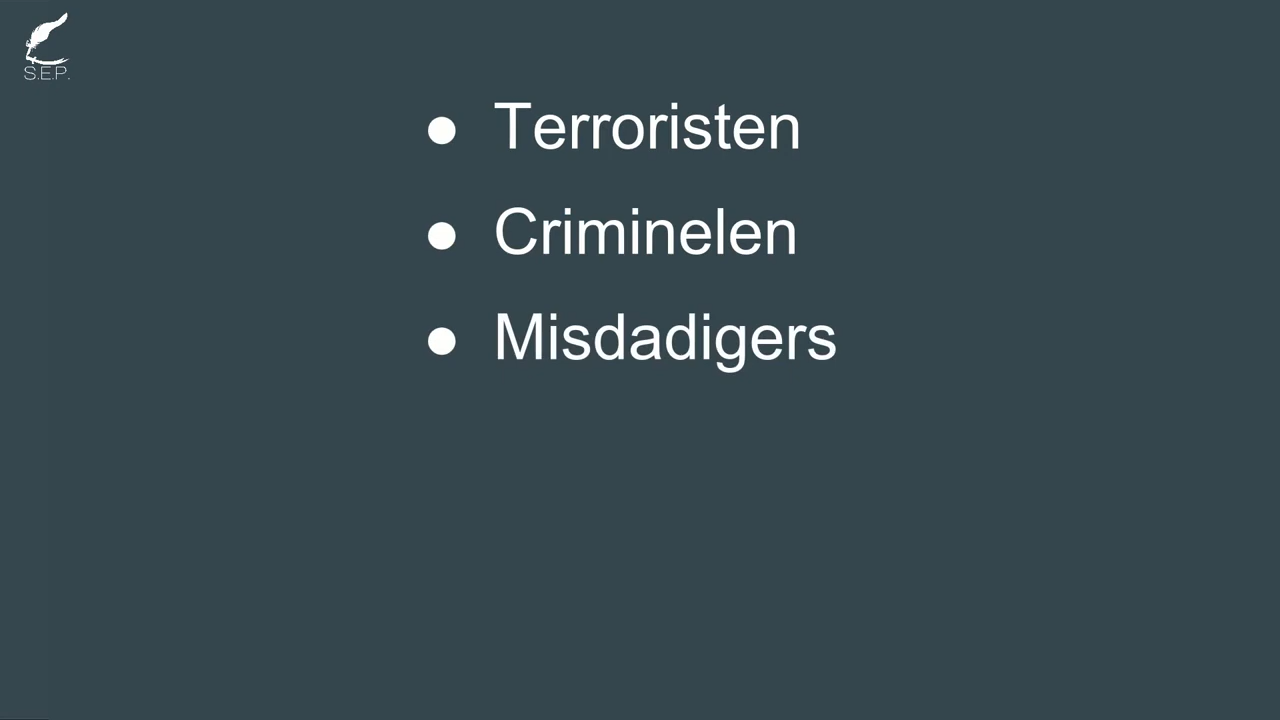 S.E.P.
● Terroristen
● Criminelen
● Misdadigers